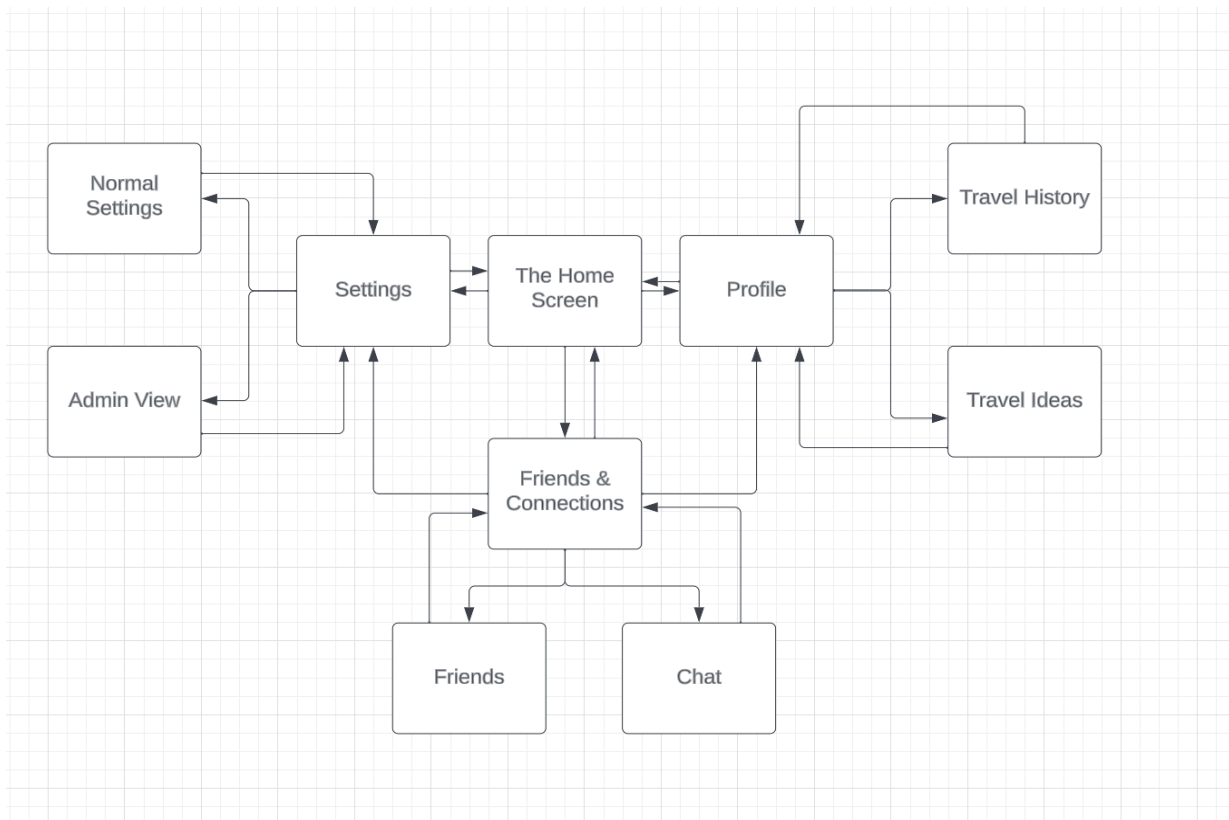 Normal
Settings
Travel History
Settings
The Home
Screen
Profile
Admin View
Travel Ideas
Friends &
Connections
Friends
Chat